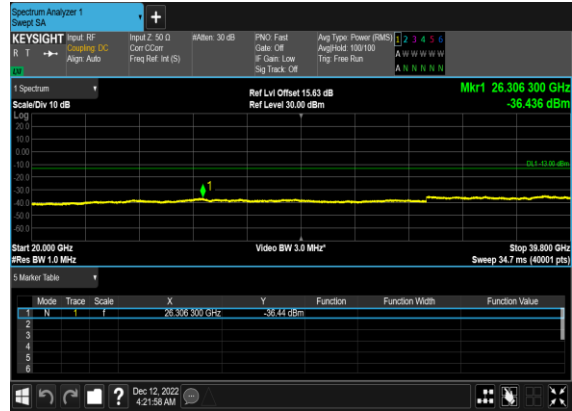 Spectrum Analyzer 1
Swept SA
+
KEYSIGHT
R T
Input: RF
Coupling: DC
Align: Auto
Input Z: 50 Ω
Corr CCorr
Freq Ref: Int (S)
#Atten: 30 dB
PNO: Fast
Gate: Off
IF Gain: Low
Sig Track: Off
Avg Type: Power (RMS)
Avg|Hold: 100/100
Trig: Free Run
1 2 3 4 5 6
A W W W W W
A N N N N N
1 Spectrum
Scale/Div 10 dB
Ref Lvl Offset 15.63 dB
Ref Level 30.00 dBm
Mkr1 26.306 300 GHz
-36.436 dBm
Log
20.0
10.0
0.00
-10.0
-20.0
-30.0
-40.0
-50.0
-60.0
DL1 -13.00 dBm
1
Start 20.000 GHz
#Res BW 1.0 MHz
Video BW 3.0 MHz*
Stop 39.800 GHz
Sweep 34.7 ms (40001 pts)
5 Marker Table
Mode Trace Scale X Y Function Function Width Function Value
1 N 1 f 26.306 300 GHz -36.44 dBm
2
3
4
5
6
?
Dec 12, 2022
4:21:58 AM